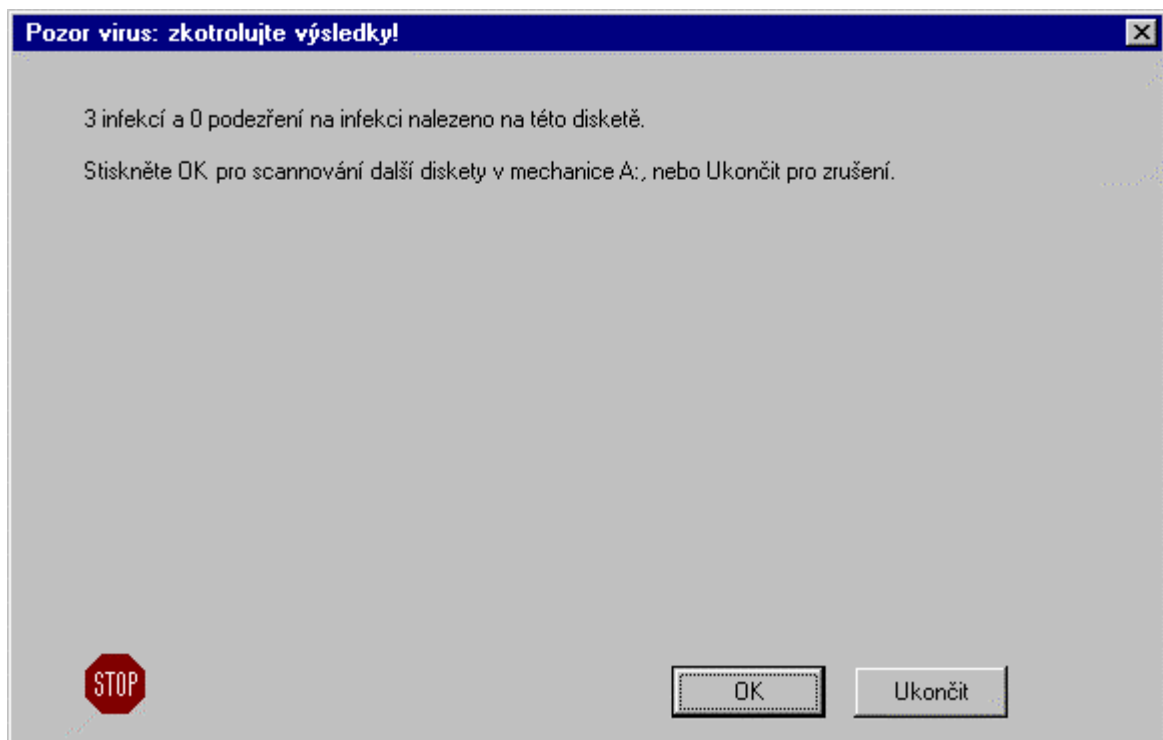 Pozor virus: zkotrolujte výsledky!
3 infekcí a 0 podezření na infekci nalezeno na této disketě.
Stiskněte OK pro scannování další diskety v mechanice A:, nebo Ukončit pro zrušení.
STOP
OK
Ukončit